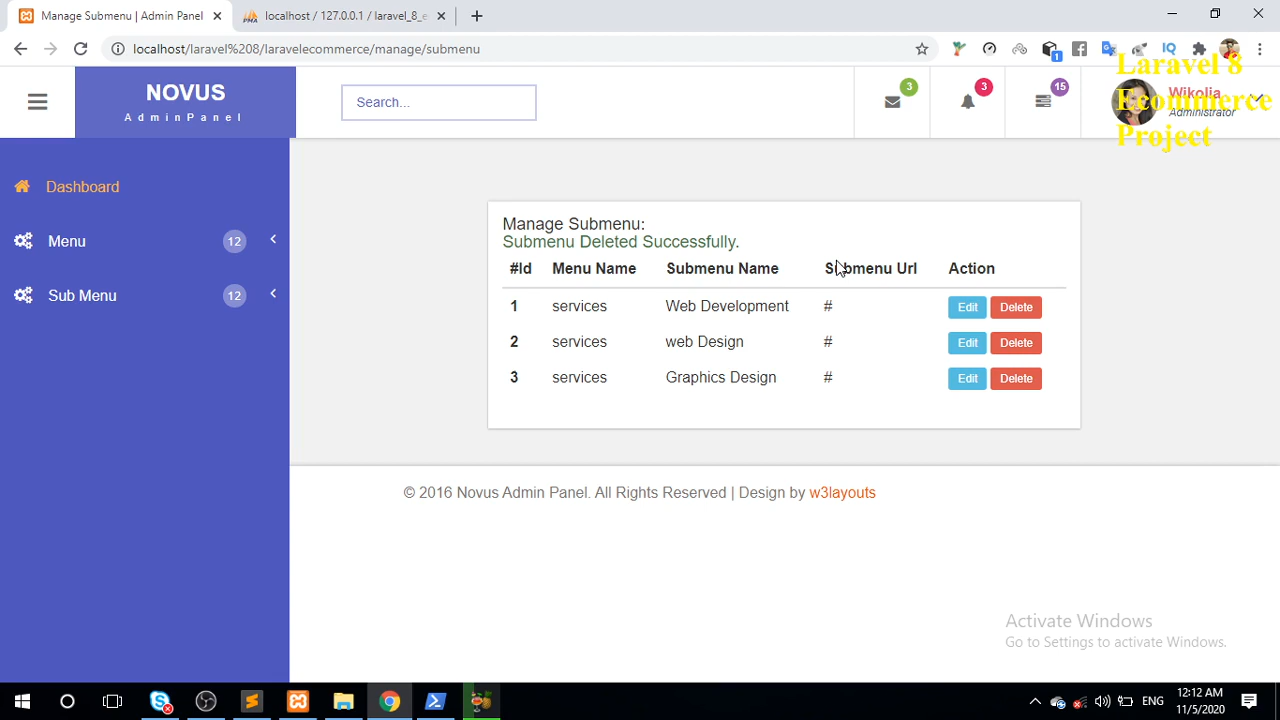 Manage Submenu | Admin Panel
localhost / 127.0.0.1 / laravel_8_e
localhost/laravel%208/laravelecommerce/manage/submenu
1
IQ
NOVUS
AdminPanel
Search...
3
3
15
Wikolia
Administrator
Laravel 8
Ecommerce
Project
Dashboard
Menu 12
Sub Menu 12
Manage Submenu:
Submenu Deleted Successfully.
#Id Menu Name Submenu Name Submenu Url Action
1 services Web Development # Edit Delete
2 services web Design # Edit Delete
3 services Graphics Design # Edit Delete
© 2016 Novus Admin Panel. All Rights Reserved | Design by w3layouts
Activate Windows
Go to Settings to activate Windows.
ENG
12:12 AM
11/5/2020